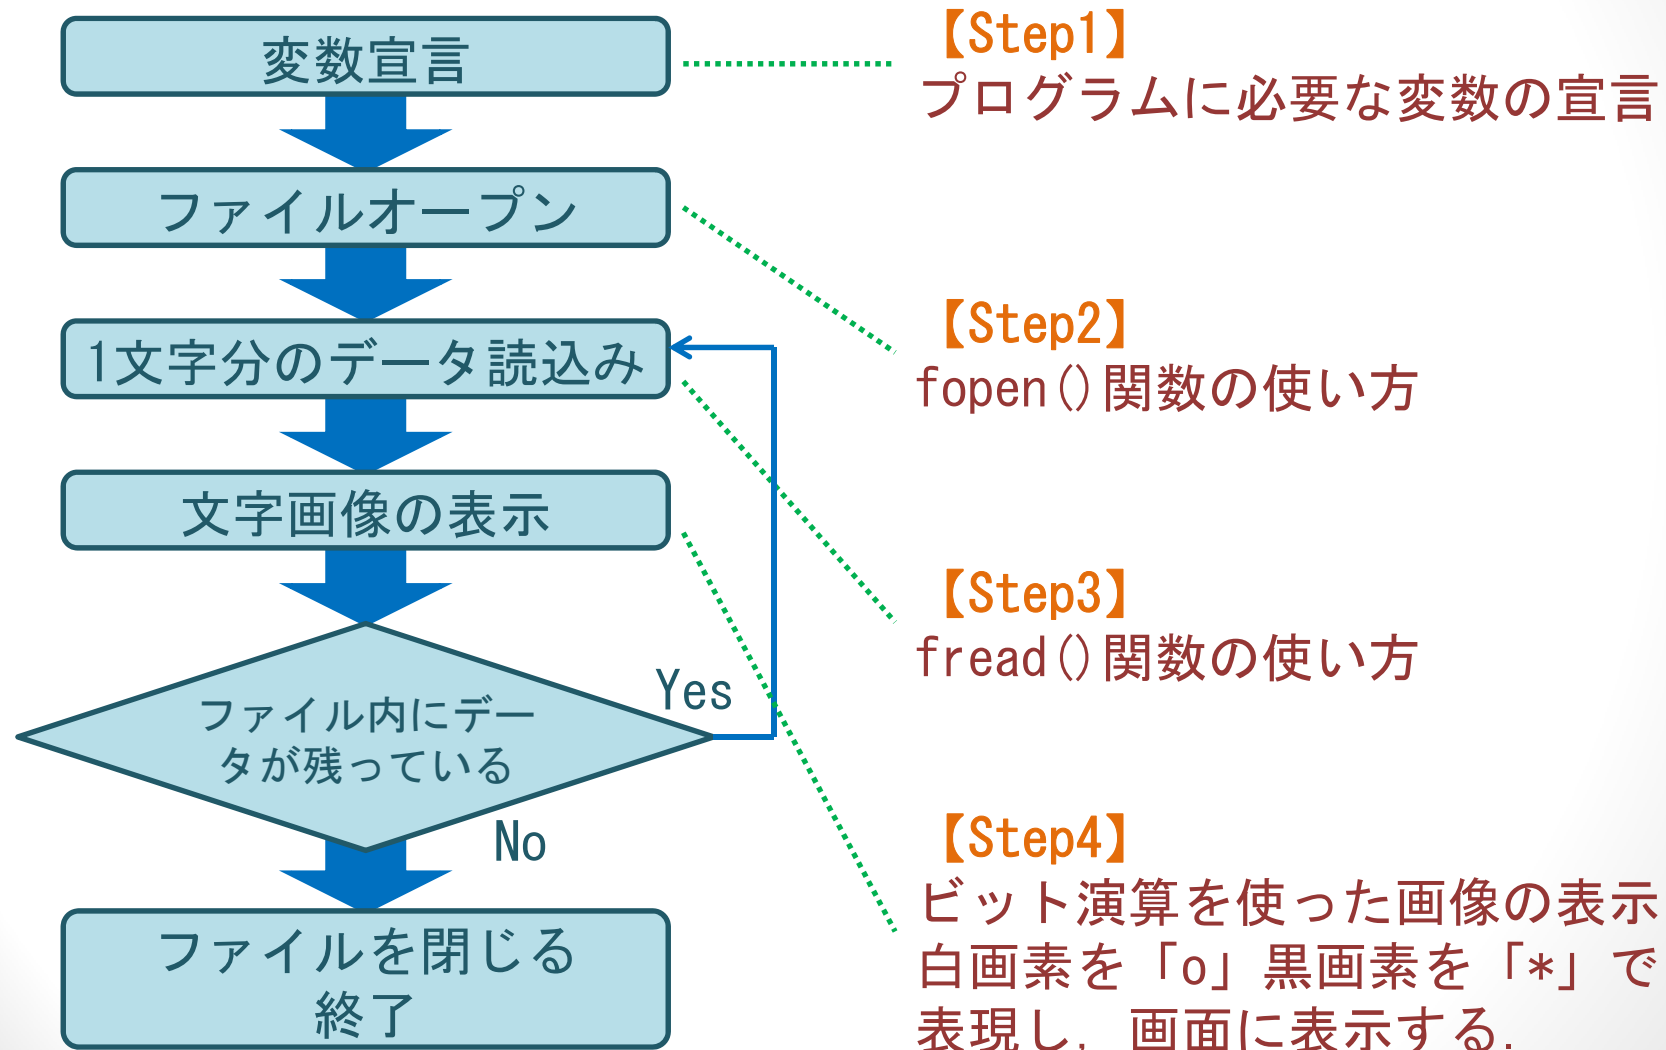 変数宣言
ファイルオープン
1文字分のデータ読込み
文字画像の表示
ファイル内にデー
タが残っている
Yes
No
ファイルを閉じる
終了
【Step1】
プログラムに必要な変数の宣言
【Step2】
fopen()関数の使い方
【Step3】
fread()関数の使い方
【Step4】
ビット演算を使った画像の表示
白画素を「o」黒画素を「*」で
表現し，画面に表示する．